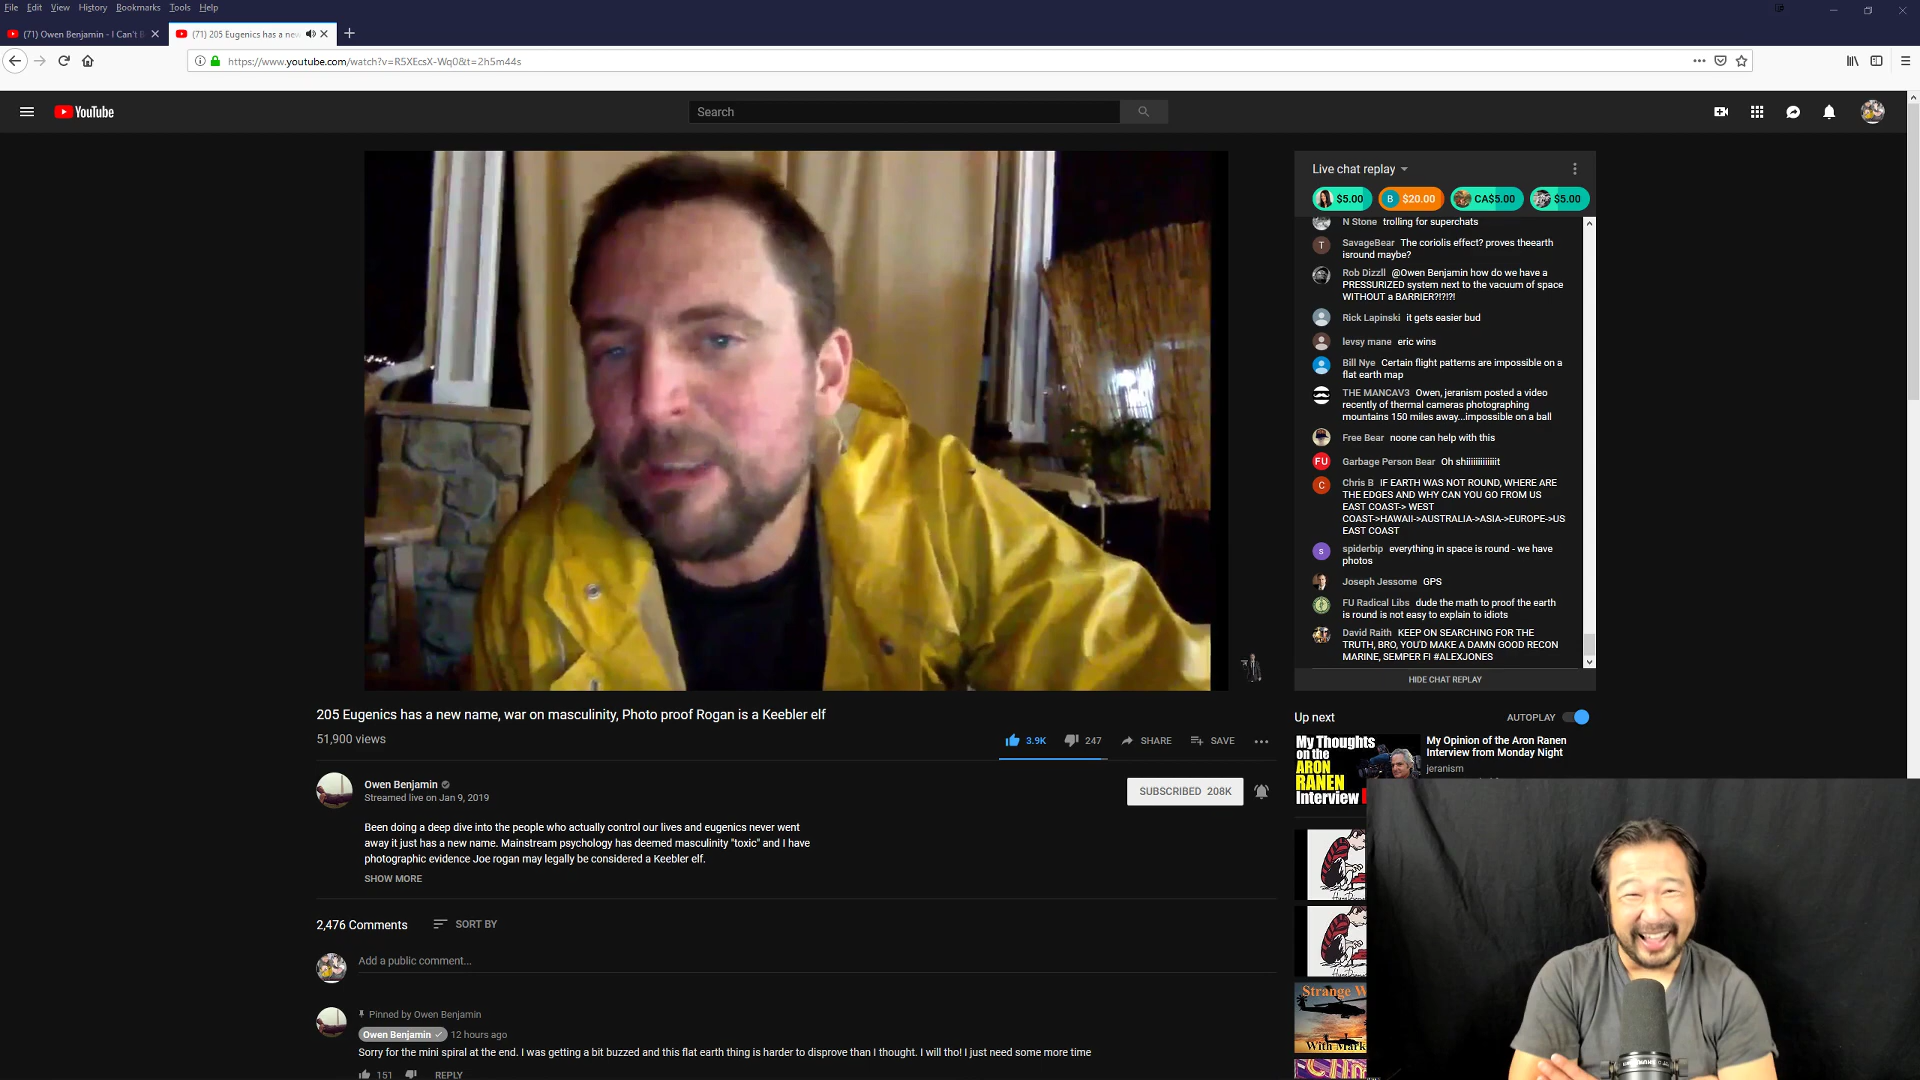 File Edit View History Bookmarks Tools Help
(71) Owen Benjamin - I Can't B
(71) 205 Eugenics has a new
https://www.youtube.com/watch?v=R5XEcsX-Wq0&t=2h5m44s
YouTube
Search
Live chat replay
$5.00
B $20.00
CA$5.00
$5.00
N Stone trolling for superchats
T SavageBear The coriolis effect? proves theearth
isround maybe?
Rob Dizzll @Owen Benjamin how do we have a
PRESSURIZED system next to the vacuum of space
WITHOUT a BARRIER?!?!?!
Rick Lapinski it gets easier bud
levsy mane eric wins
Bill Nye Certain flight patterns are impossible on a
flat earth map
THE MANCAV3 Owen, jeranism posted a video
recently of thermal cameras photographing
mountains 150 miles away...impossible on a ball
Free Bear noone can help with this
FU Garbage Person Bear Oh shiiiiiiiiiiiiiit
C Chris B IF EARTH WAS NOT ROUND, WHERE ARE
THE EDGES AND WHY CAN YOU GO FROM US
EAST COAST-> WEST
COAST->HAWAII->AUSTRALIA->ASIA->EUROPE->US
EAST COAST
s spiderbip everything in space is round - we have
photos
Joseph Jessome GPS
FU Radical Libs dude the math to proof the earth
is round is not easy to explain to idiots
David Raith KEEP ON SEARCHING FOR THE
TRUTH, BRO, YOU'D MAKE A DAMN GOOD RECON
MARINE, SEMPER FI #ALEXJONES
HIDE CHAT REPLAY
205 Eugenics has a new name, war on masculinity, Photo proof Rogan is a Keebler elf
51,900 views
3.9K 247 SHARE SAVE
Owen Benjamin
Streamed live on Jan 9, 2019
SUBSCRIBED 208K
Been doing a deep dive into the people who actually control our lives and eugenics never went
away it just has a new name. Mainstream psychology has deemed masculinity "toxic" and I have
photographic evidence Joe rogan may legally be considered a Keebler elf.
SHOW MORE
2,476 Comments SORT BY
Add a public comment...
Pinned by Owen Benjamin
Owen Benjamin 12 hours ago
Sorry for the mini spiral at the end. I was getting a bit buzzed and this flat earth thing is harder to disprove than I thought. I will tho! I just need some more time
151 REPLY
Up next AUTOPLAY
My Thoughts
on the
ARON
RANEN
Interview
My Opinion of the Aron Ranen
Interview from Monday Night
jeranism
Strange W
With Mark